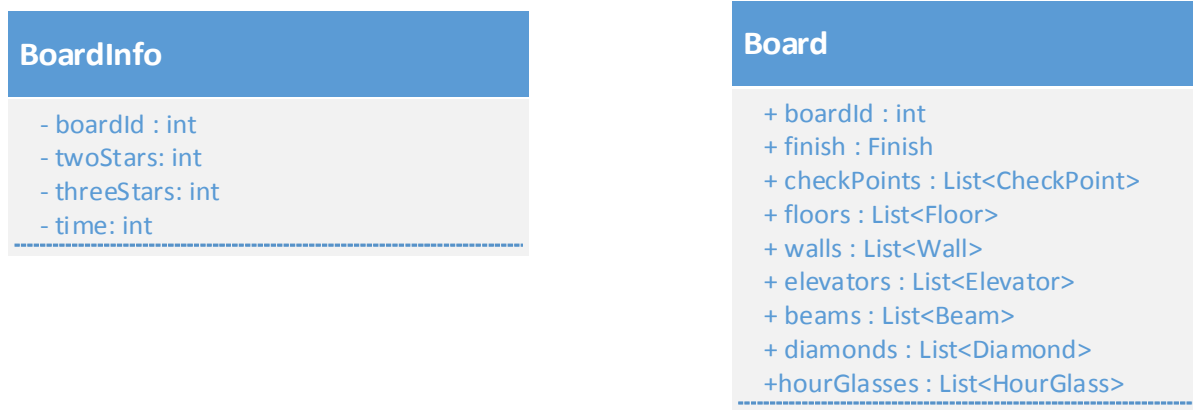 BoardInfo
- boardId : int
- twoStars: int
- threeStars: int
- time: int
Board
+ boardId : int
+ finish : Finish
+ checkPoints : List<CheckPoint>
+ floors : List<Floor>
+ walls : List<Wall>
+ elevators : List<Elevator>
+ beams : List<Beam>
+ diamonds : List<Diamond>
+hourGlasses : List<HourGlass>